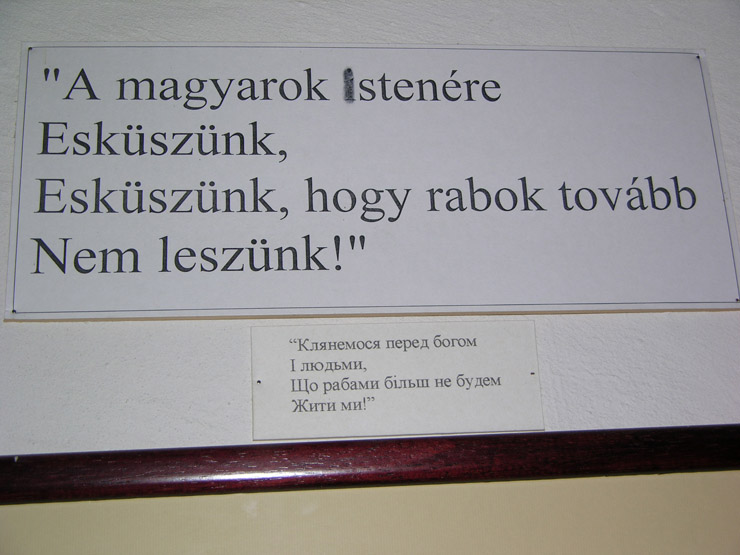 "A magyarok Istenére
Esküszünk,
Esküszünk, hogy rabok tovább
Nem leszünk!"
“Клянемося перед богом
І людьми,
Що рабами більш не будем
Жити ми!”